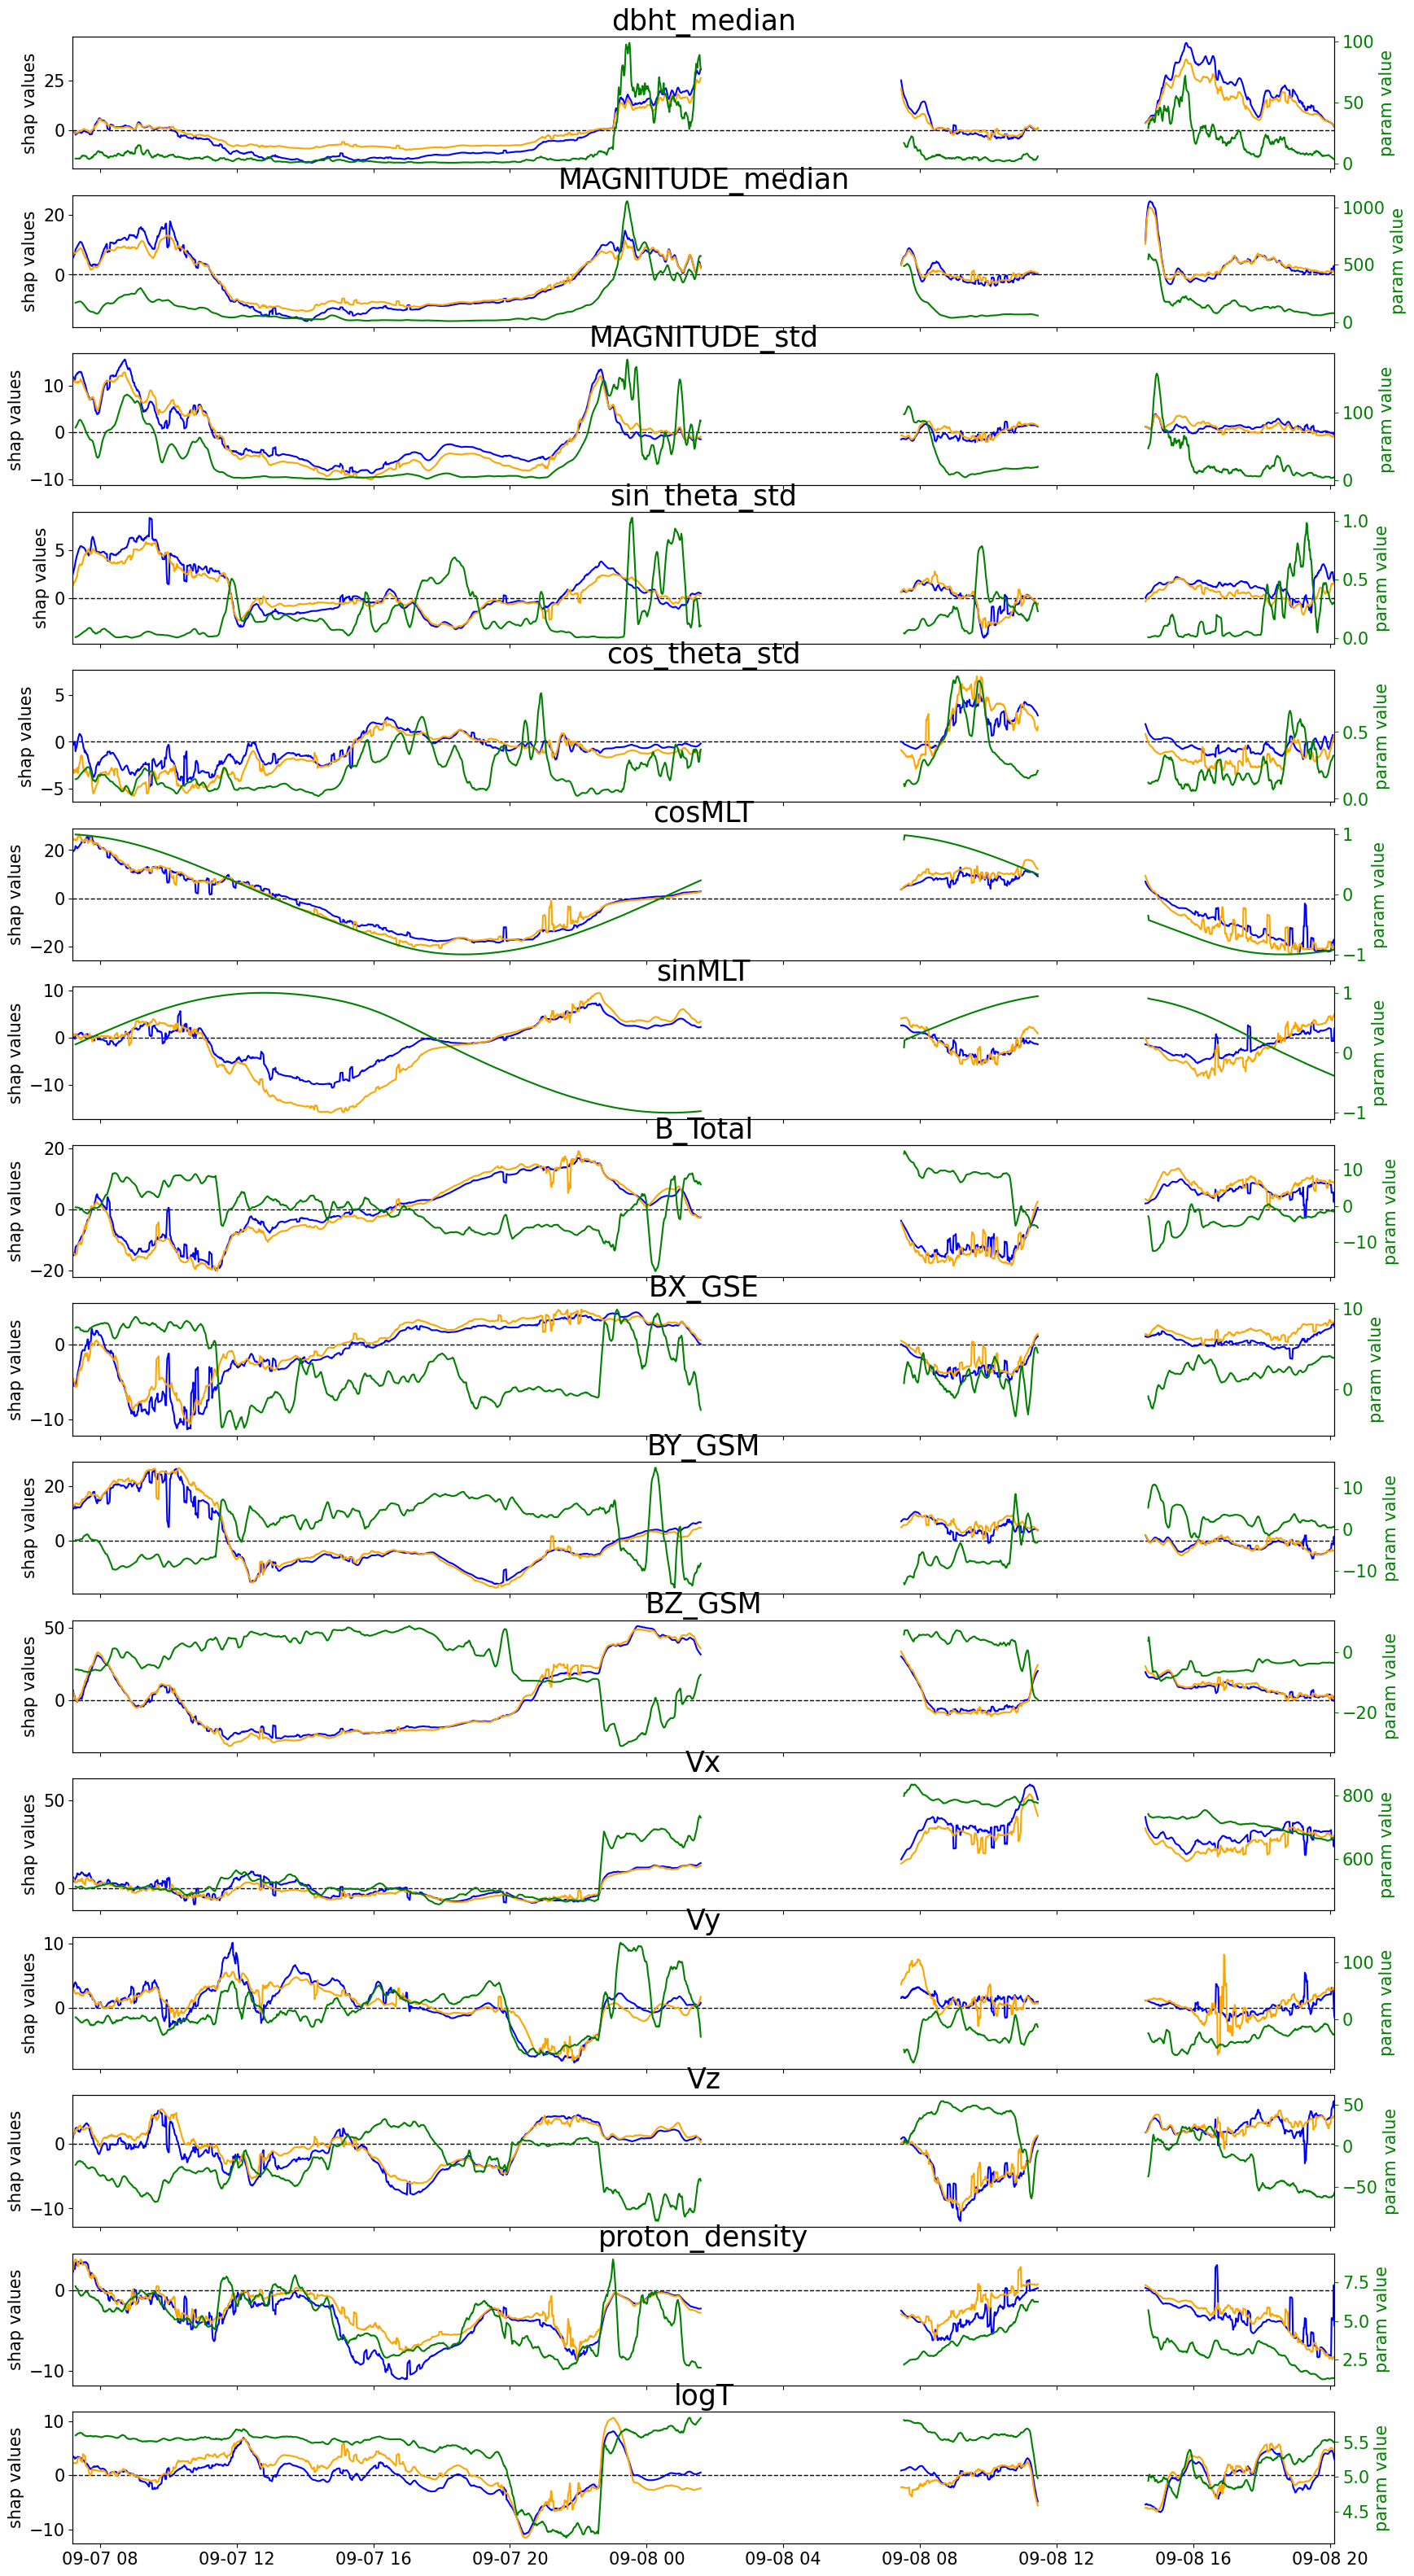 dbht_median
shap values
25
0
100
50
0
param value
MAGNITUDE_median
shap values
20
0
1000
500
0
param value
MAGNITUDE_std
shap values
10
0
−10
100
0
param value
sin_theta_std
shap values
5
0
1.0
0.5
0.0
param value
cos_theta_std
shap values
5
0
−5
0.5
0.0
param value
cosMLT
shap values
20
0
−20
1
0
−1
param value
sinMLT
shap values
10
0
−10
1
0
−1
param value
B_Total
shap values
20
0
−20
10
0
−10
param value
BX_GSE
shap values
0
−10
10
0
param value
BY_GSM
shap values
20
0
10
0
−10
param value
BZ_GSM
shap values
50
0
0
−20
param value
Vx
shap values
50
0
800
600
param value
Vy
shap values
10
0
100
0
param value
Vz
shap values
0
−10
50
0
−50
param value
proton_density
shap values
0
−10
7.5
5.0
2.5
param value
logT
shap values
10
0
−10
5.5
5.0
4.5
param value
09-07 08 09-07 12 09-07 16 09-07 20 09-08 00 09-08 04 09-08 08 09-08 12 09-08 16 09-08 20